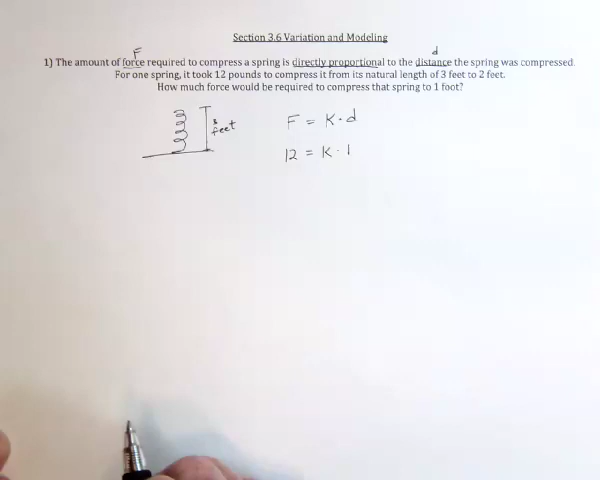 Section 3.6 Variation and Modeling
F d
1) The amount of force required to compress a spring is directly proportional to the distance the spring was compressed.
For one spring, it took 12 pounds to compress it from its natural length of 3 feet to 2 feet.
How much force would be required to compress that spring to 1 foot?
3 feet
F = K · d
12 = K · 1